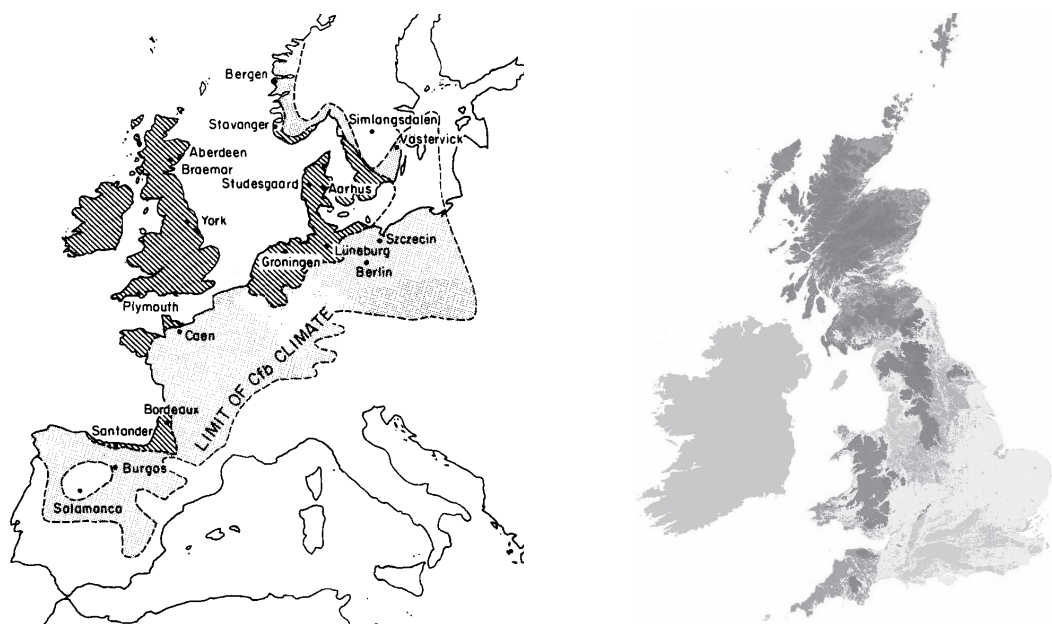 Bergen
Stavanger
Simlangsdalen
Västervick
Aberdeen
Braemar
Studesgaard
Aarhus
York
Szczecin
Lüneburg
Groningen
Berlin
Plymouth
Caen
LIMIT OF Cfb CLIMATE
Bordeaux
Santander
Burgos
Salamanca